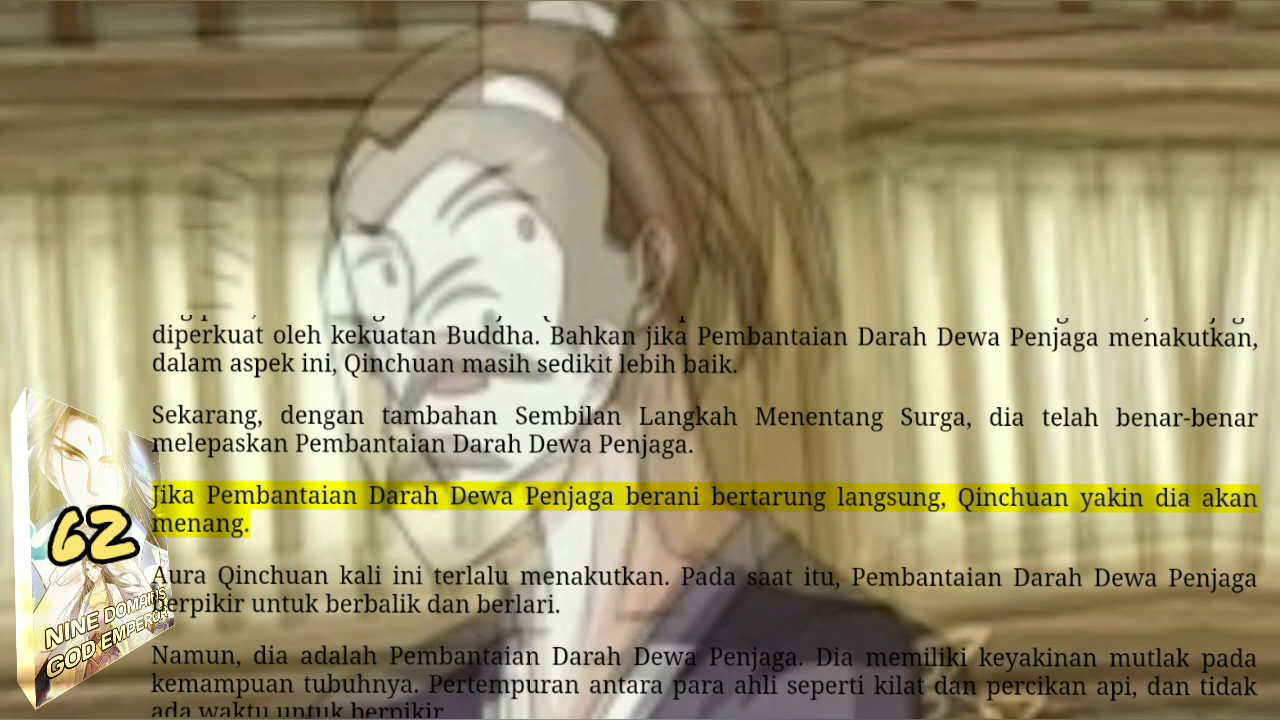 diperkuat oleh kekuatan Buddha. Bahkan jika Pembantaian Darah Dewa Penjaga menakutkan,
dalam aspek ini, Qinchuan masih sedikit lebih baik.
Sekarang, dengan tambahan Sembilan Langkah Menentang Surga, dia telah benar-benar
melepaskan Pembantaian Darah Dewa Penjaga.
Jika Pembantaian Darah Dewa Penjaga berani bertarung langsung, Qinchuan yakin dia akan
menang.
Aura Qinchuan kali ini terlalu menakutkan. Pada saat itu, Pembantaian Darah Dewa Penjaga
berpikir untuk berbalik dan berlari.
Namun, dia adalah Pembantaian Darah Dewa Penjaga. Dia memiliki keyakinan mutlak pada
kemampuan tubuhnya. Pertempuran antara para ahli seperti kilat dan percikan api, dan tidak
ada waktu untuk berpikir
62
NINE DOMAINS
GOD EMPEROR